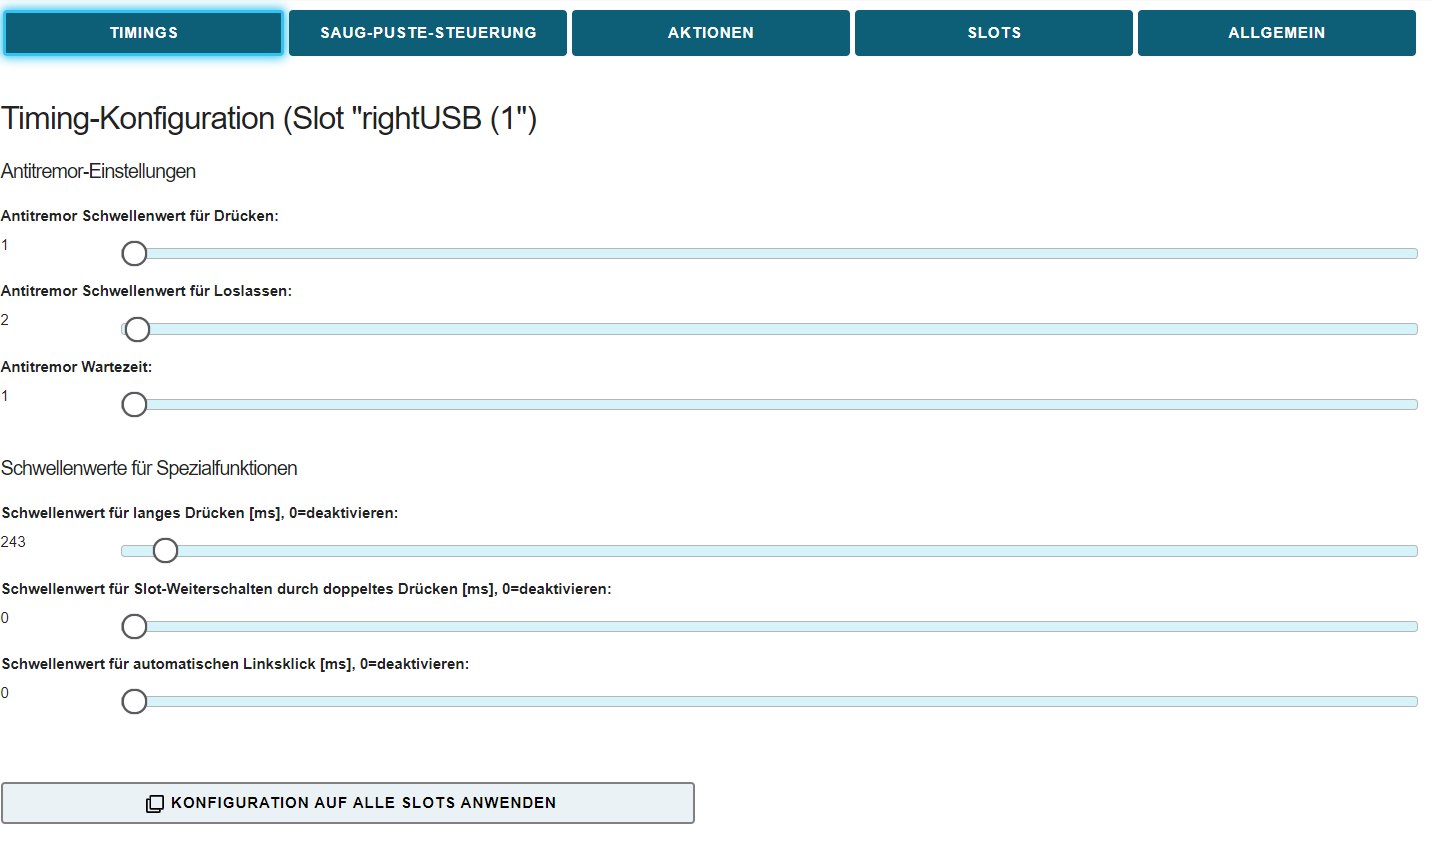 TIMINGS SAUG-PUSTE-STEUERUNG AKTIONEN SLOTS ALLGEMEIN
Timing-Konfiguration (Slot "rightUSB (1")
Antitremor-Einstellungen
Antitremor Schwellenwert für Drücken:
1
Antitremor Schwellenwert für Loslassen:
2
Antitremor Wartezeit:
1
Schwellenwerte für Spezialfunktionen
Schwellenwert für langes Drücken [ms], 0=deaktivieren:
243
Schwellenwert für Slot-Weiterschalten durch doppeltes Drücken [ms], 0=deaktivieren:
0
Schwellenwert für automatischen Linksklick [ms], 0=deaktivieren:
0
KONFIGURATION AUF ALLE SLOTS ANWENDEN